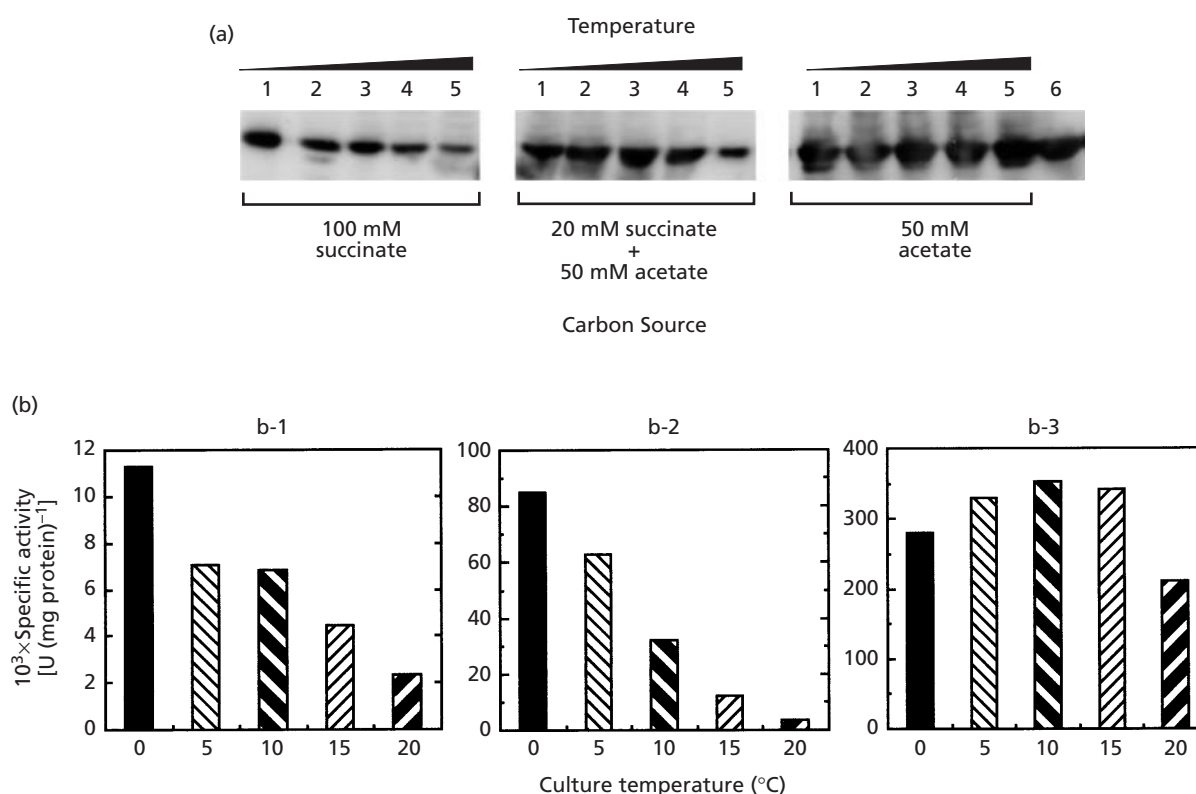 (a)
Temperature
1 2 3 4 5 1 2 3 4 5 1 2 3 4 5 6
100 mM
succinate
20 mM succinate
+
50 mM acetate
50 mM
acetate
Carbon Source
(b)
b-1
b-2
b-3
10³×Specific activity
[U (mg protein)⁻¹]
12
10
8
6
4
2
0
0 5 10 15 20
100
80
60
40
20
0
0 5 10 15 20
400
300
200
100
0
0 5 10 15 20
Culture temperature (°C)